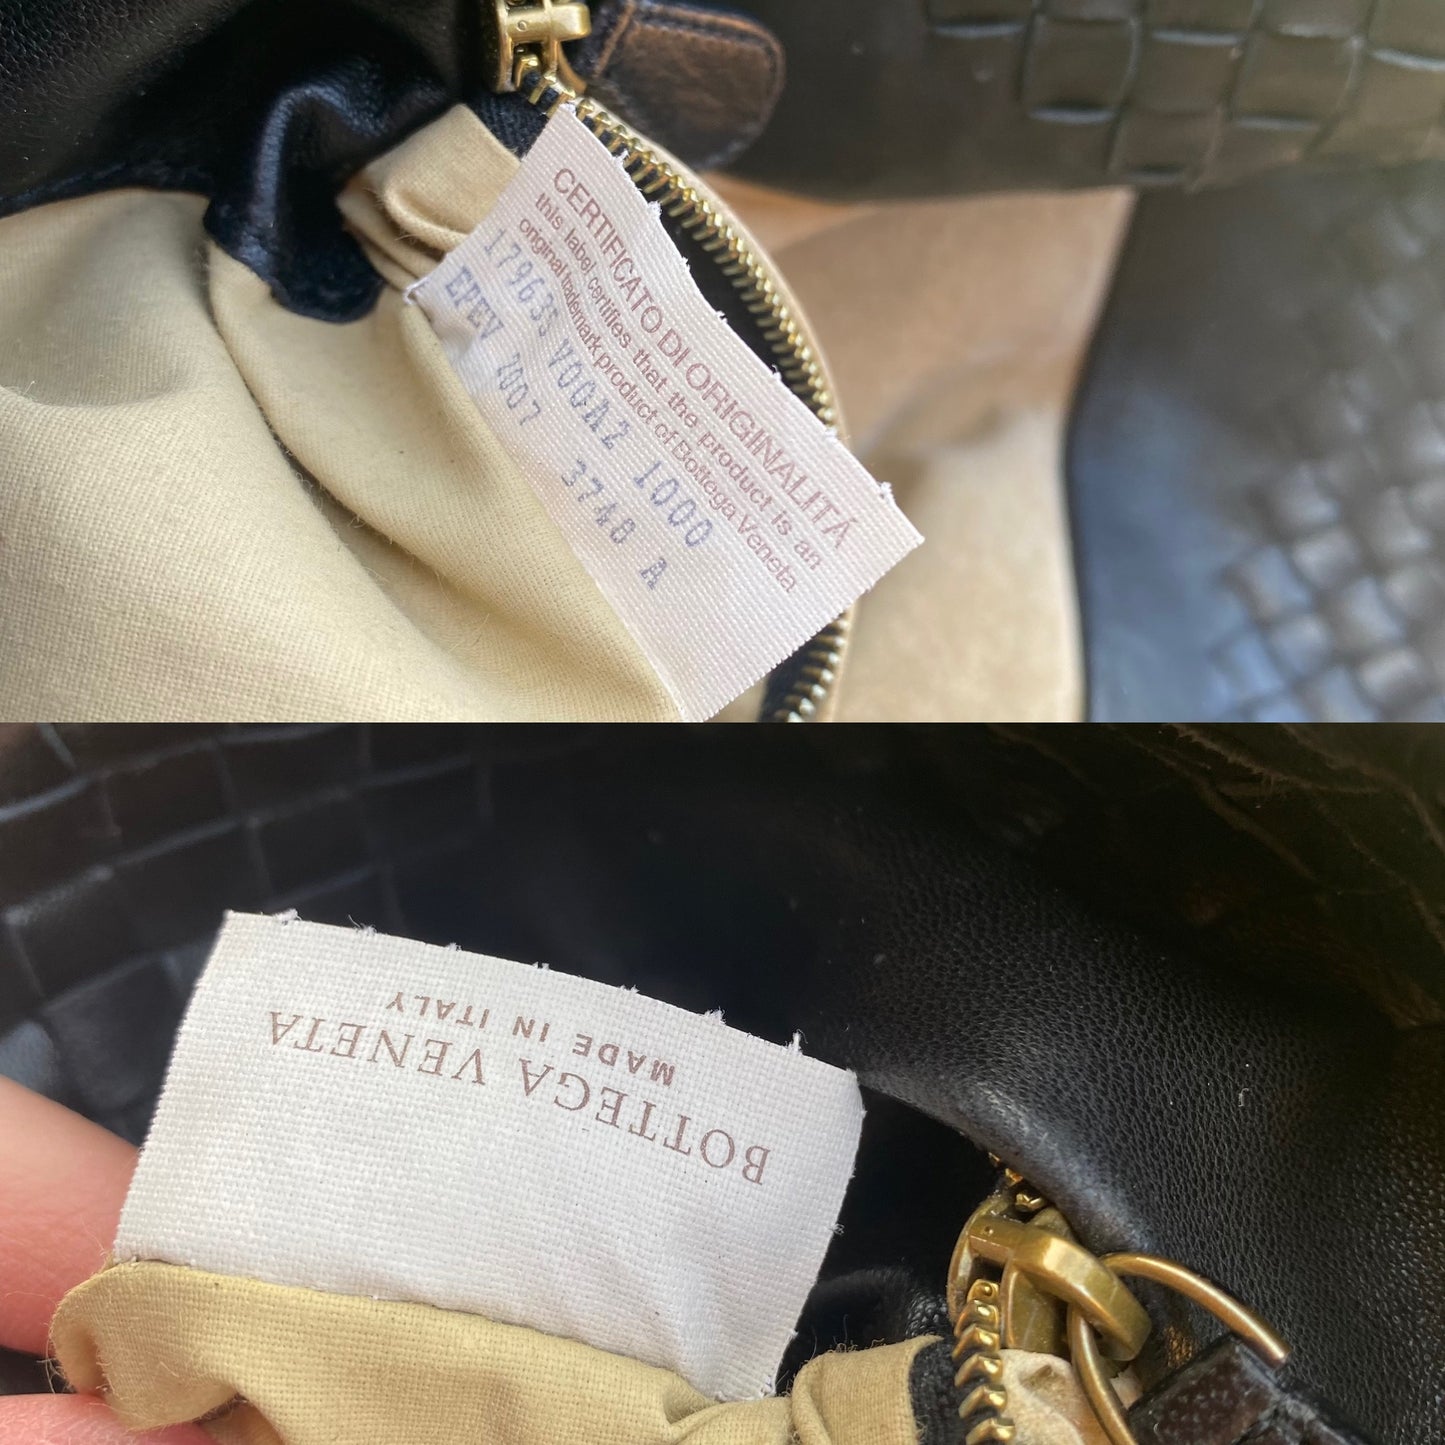 CERTIFICATO DI ORIGINALITÁ
this label certifies that the product is an
original trademark product of Bottega Veneta
179635 V00A2 1000
EPEV 2007 3748 A
BOTTEGA VENETA
MADE IN ITALY